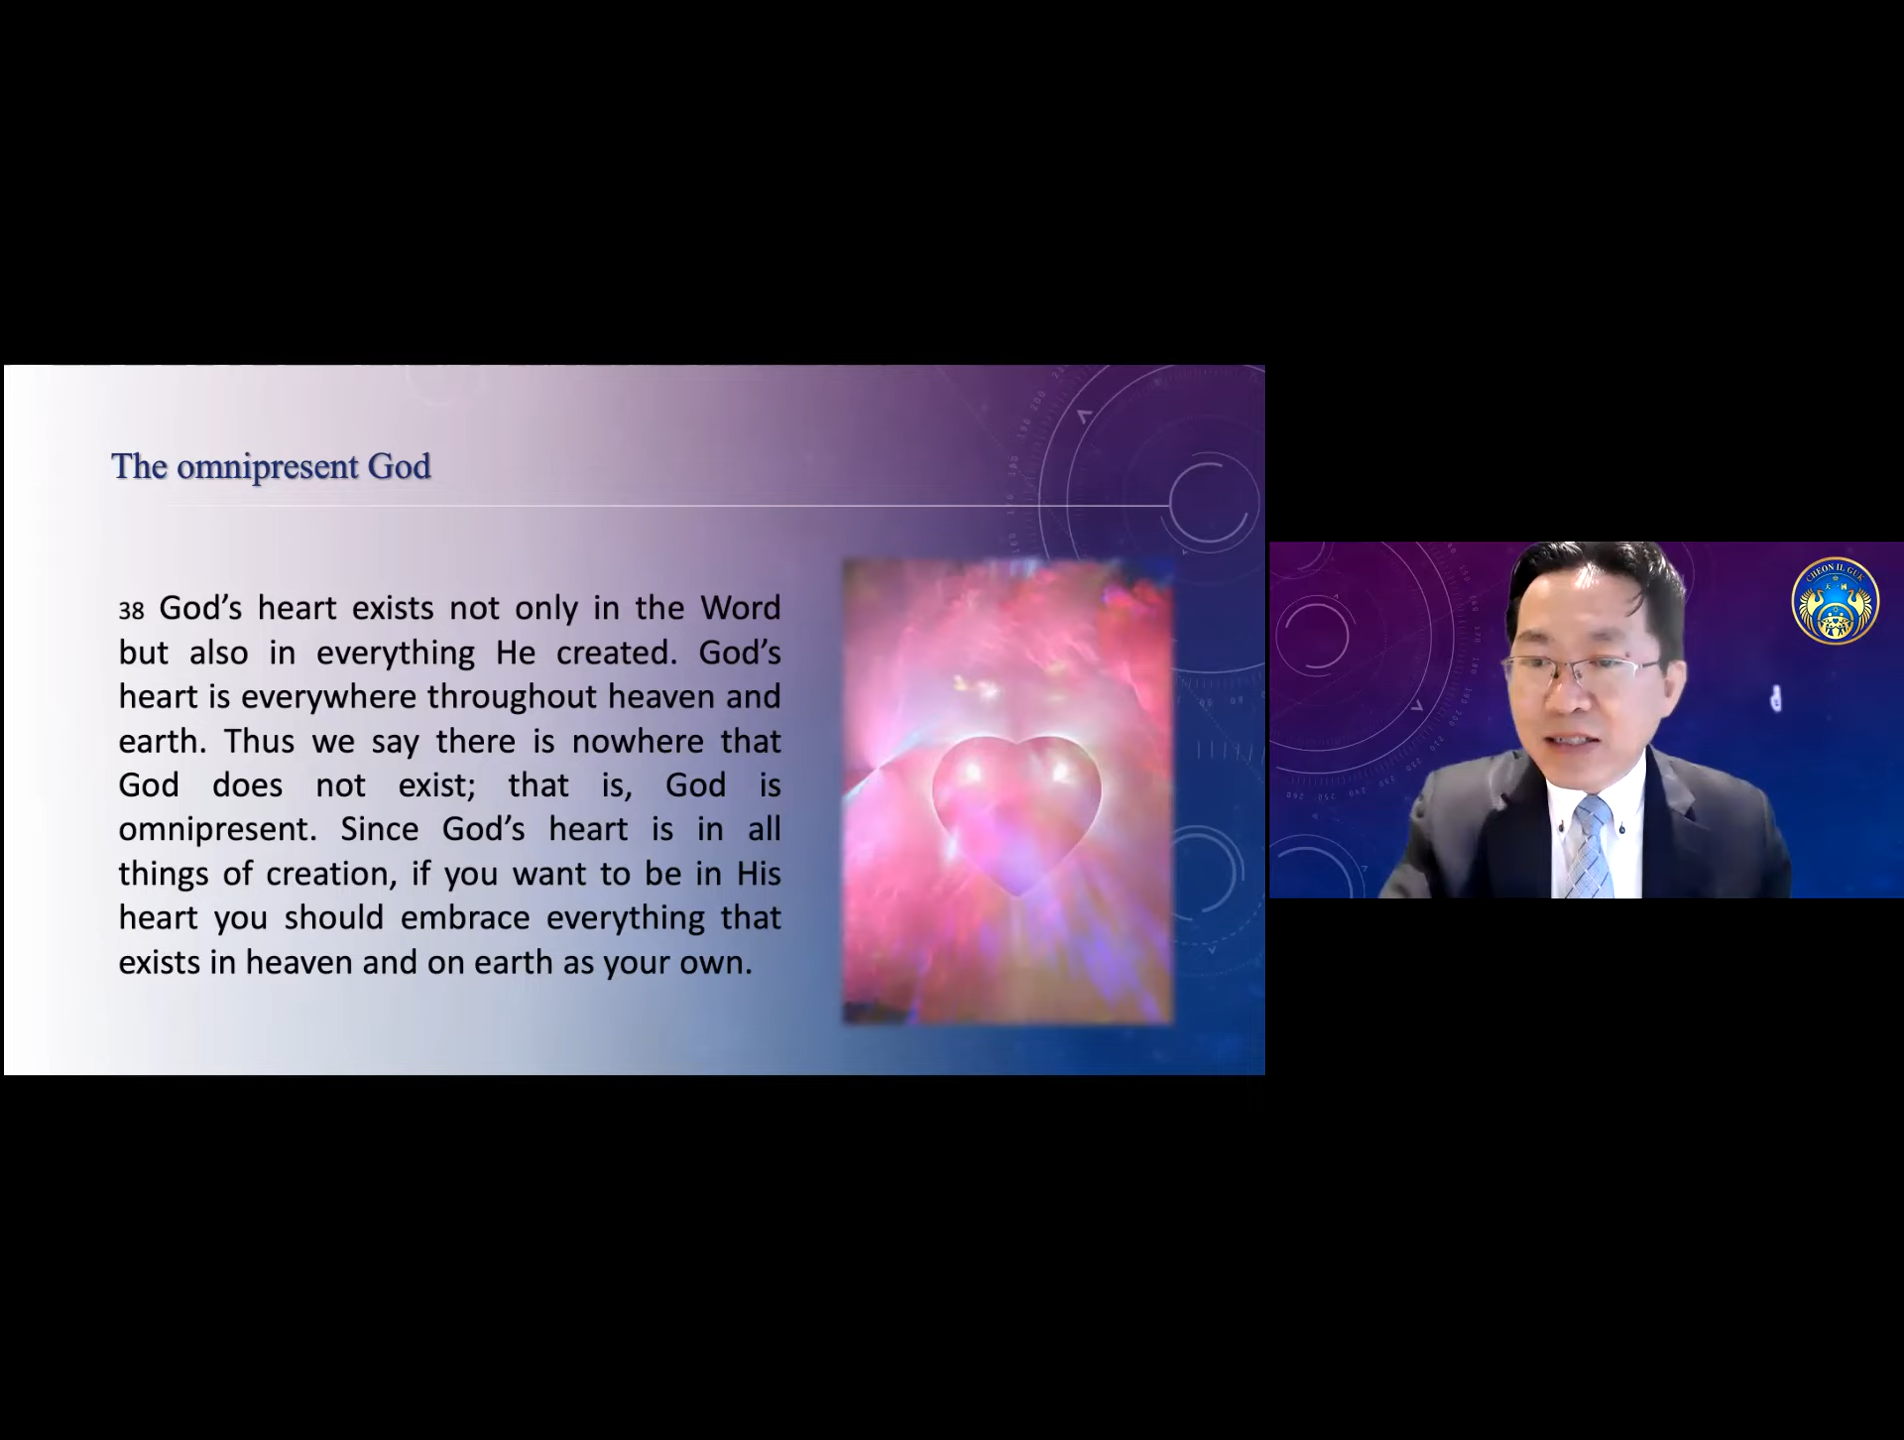 The omnipresent God
38 God’s heart exists not only in the Word
but also in everything He created. God’s
heart is everywhere throughout heaven and
earth. Thus we say there is nowhere that
God does not exist; that is, God is
omnipresent. Since God’s heart is in all
things of creation, if you want to be in His
heart you should embrace everything that
exists in heaven and on earth as your own.
CHEON IL GUK